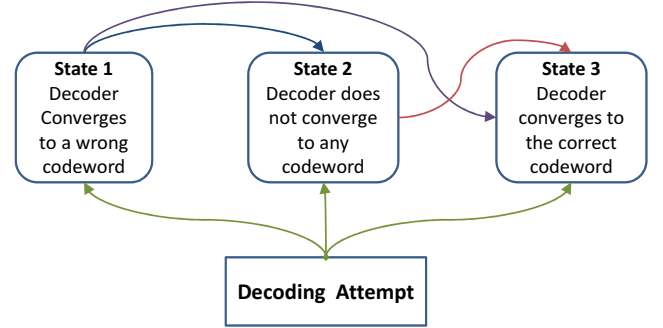 State 1
Decoder
Converges
to a wrong
codeword
State 2
Decoder does
not converge
to any
codeword
State 3
Decoder
converges to
the correct
codeword
Decoding Attempt